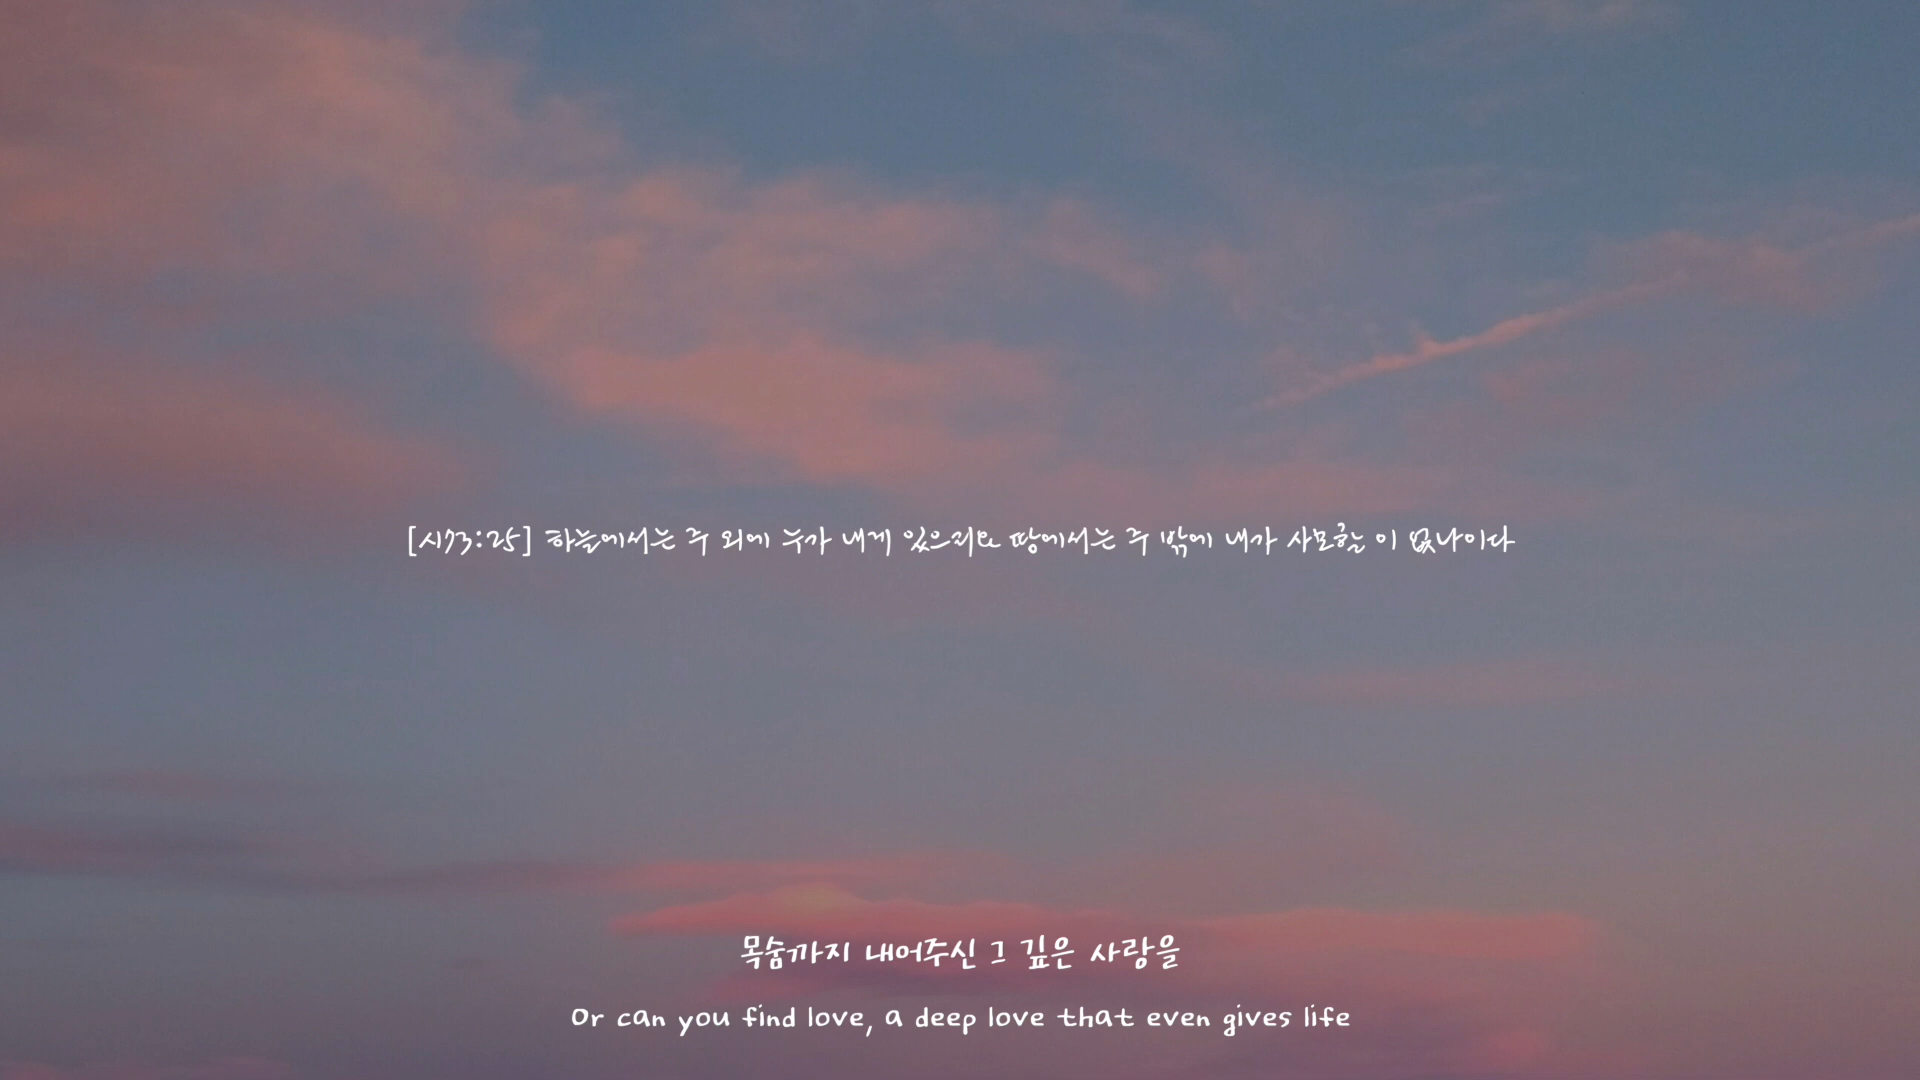 [시73:25] 하늘에서는 주 외에 누가 내게 있으리요 땅에서는 주 밖에 내가 사모할 이 없나이다
목숨까지 내어주신 그 깊은 사랑을
Or can you find love, a deep love that even gives life